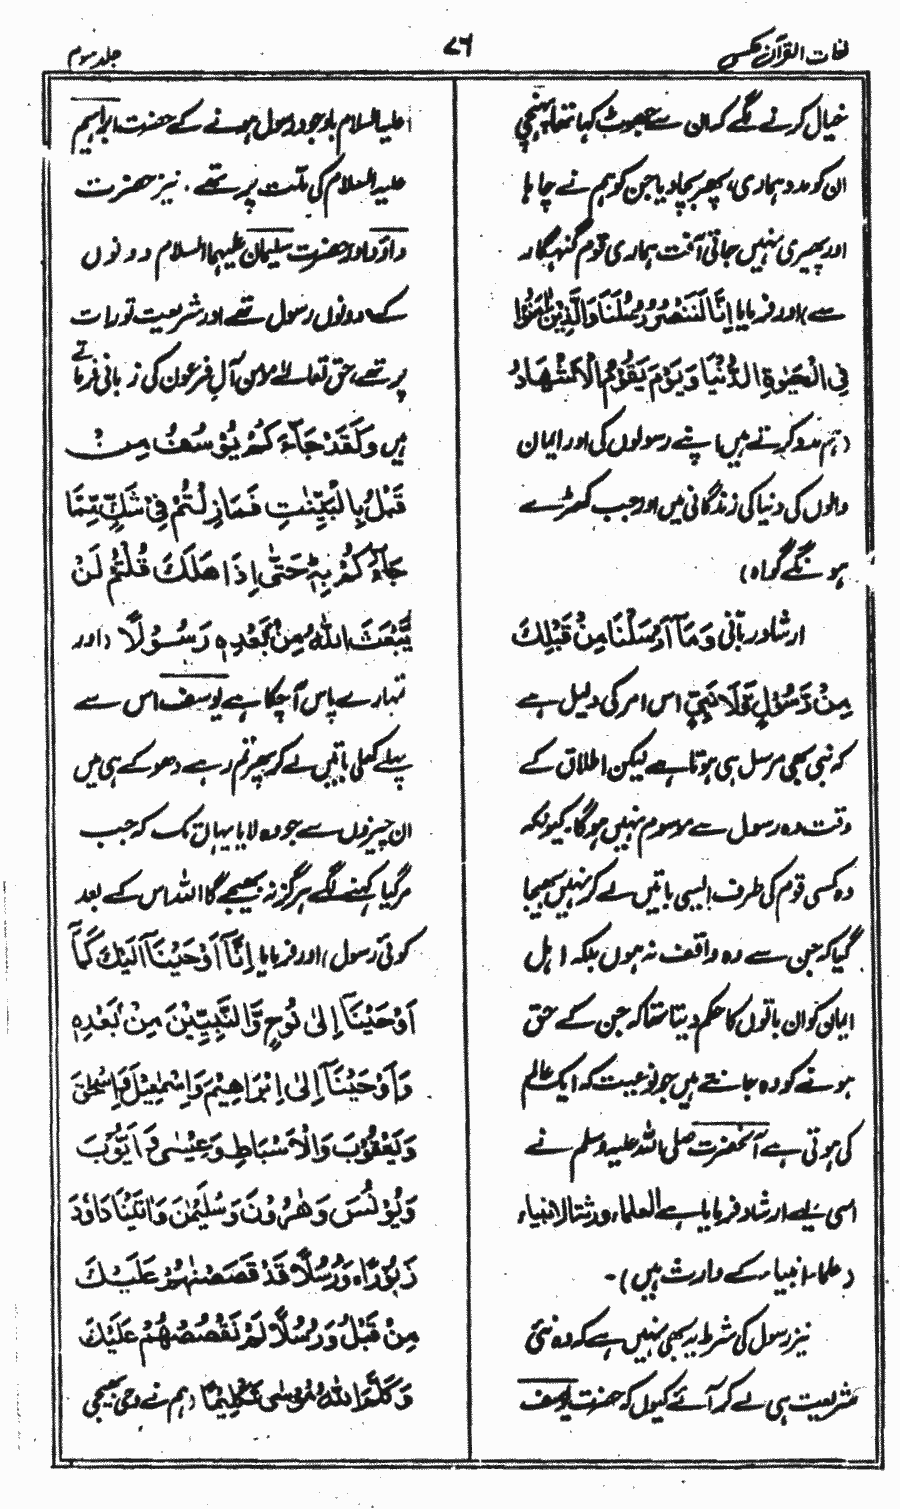 لغات القرآن عکسی
۷۶
جلد سوم
خیال کرنے لگے کہ ان سے جھوٹ کہا تھا پہنچی
ان کو مدد ہماری، پھر بچا دیا جن کو ہم نے چاہا
اور پھیری نہیں جاتی آفت ہماری قوم گنہگار
سے) اور فرمایا اِنَّا لَنَنْصُرُ رُسُلَنَا وَالَّذِیْنَ اٰمَنُوْا
فِی الْحَیٰوةِ الدُّنْیَا وَیَوْمَ یَقُوْمُ الْاَشْهَادُ
(ہم مدد کرتے ہیں اپنے رسولوں کی اور ایمان
والوں کی دنیا کی زندگانی میں اور جب کھڑے
ہونگے گواہ)
ارشاد ربانی وَمَآ اَرْسَلْنَا مِنْ قَبْلِكَ
مِنْ رَّسُوْلٍ وَّلَا نَبِیٍّ اس امر کی دلیل ہے
کہ نبی بھی مرسل ہی ہوتا ہے لیکن اطلاق کے
وقت وہ رسول سے موسوم نہیں ہوگا۔ کیونکہ
وہ کسی قوم کی طرف ایسی باتیں لے کر نہیں بھیجا
گیا کہ جن سے وہ واقف نہ ہوں بلکہ اہل
ایمان کو ان باتوں کا حکم دیتا تھا کہ جن کے حق
ہونے کو وہ جانتے ہیں جو نوعیت کہ ایک عالم
کی ہوتی ہے آنحضرت صلی اللہ علیہ وسلم نے
اسی لیے ارشاد فرمایا ہے العلماء ورثۃ الانبیاء
(علماء انبیاء کے وارث ہیں)۔
نیز رسول کی شرط یہ بھی نہیں ہے کہ وہ نئی
شریعت ہی لے کر آئے کیوں کہ حضرت یوسف
علیہ السلام باوجود رسول ہونے کے حضرت ابراہیم
علیہ السلام کی ملّت پر تھے۔ نیز حضرت
داؤد اور حضرت سلیمان علیہما السلام دونوں
کے دونوں رسول تھے اور شریعت تورات
پر تھے، حق تعالےٰ مومن آلِ فرعون کی زبانی فرماتے
ہیں وَلَقَدْ جَآءَ كُمْ یُوْسُفُ مِنْ
قَبْلُ بِالْبَیِّنٰتِ فَمَا زِلْتُمْ فِیْ شَكٍّ مِّمَّا
جَآءَ كُمْ بِهٖ حَتّٰی اِذَا هَلَكَ قُلْتُمْ لَنْ
یَّبْعَثَ اللّٰهُ مِنْ بَعْدِهٖ رَسُوْلًا (اور
تمہارے پاس آچکا ہے یوسف اس سے
پہلے کھلی باتیں لے کر پھر تم رہے دھوکے ہی میں
ان چیزوں سے جو وہ لایا یہاں تک کہ جب
مرگیا کہنے لگے ہرگز نہ بھیجے گا اللہ اس کے بعد
کوئی رسول) اور فرمایا اِنَّآ اَوْحَیْنَآ اِلَیْكَ كَمَآ
اَوْحَیْنَآ اِلٰی نُوْحٍ وَّالنَّبِیّٖنَ مِنْ بَعْدِهٖ
وَاَوْحَیْنَآ اِلٰی اِبْرَاهِیْمَ وَاِسْمٰعِیْلَ وَاِسْحٰقَ
وَیَعْقُوْبَ وَالْاَسْبَاطِ وَعِیْسٰی وَاَیُّوْبَ
وَیُوْنُسَ وَهٰرُوْنَ وَسُلَیْمٰنَ وَاٰتَیْنَا دَاوٗدَ
زَبُوْرًا، وَرُسُلًا قَدْ قَصَصْنٰهُمْ عَلَیْكَ
مِنْ قَبْلُ وَرُسُلًا لَّمْ نَقْصُصْهُمْ عَلَیْكَ
وَكَلَّمَ اللّٰهُ مُوْسٰی تَكْلِیْمًا (ہم نے وحی بھیجی